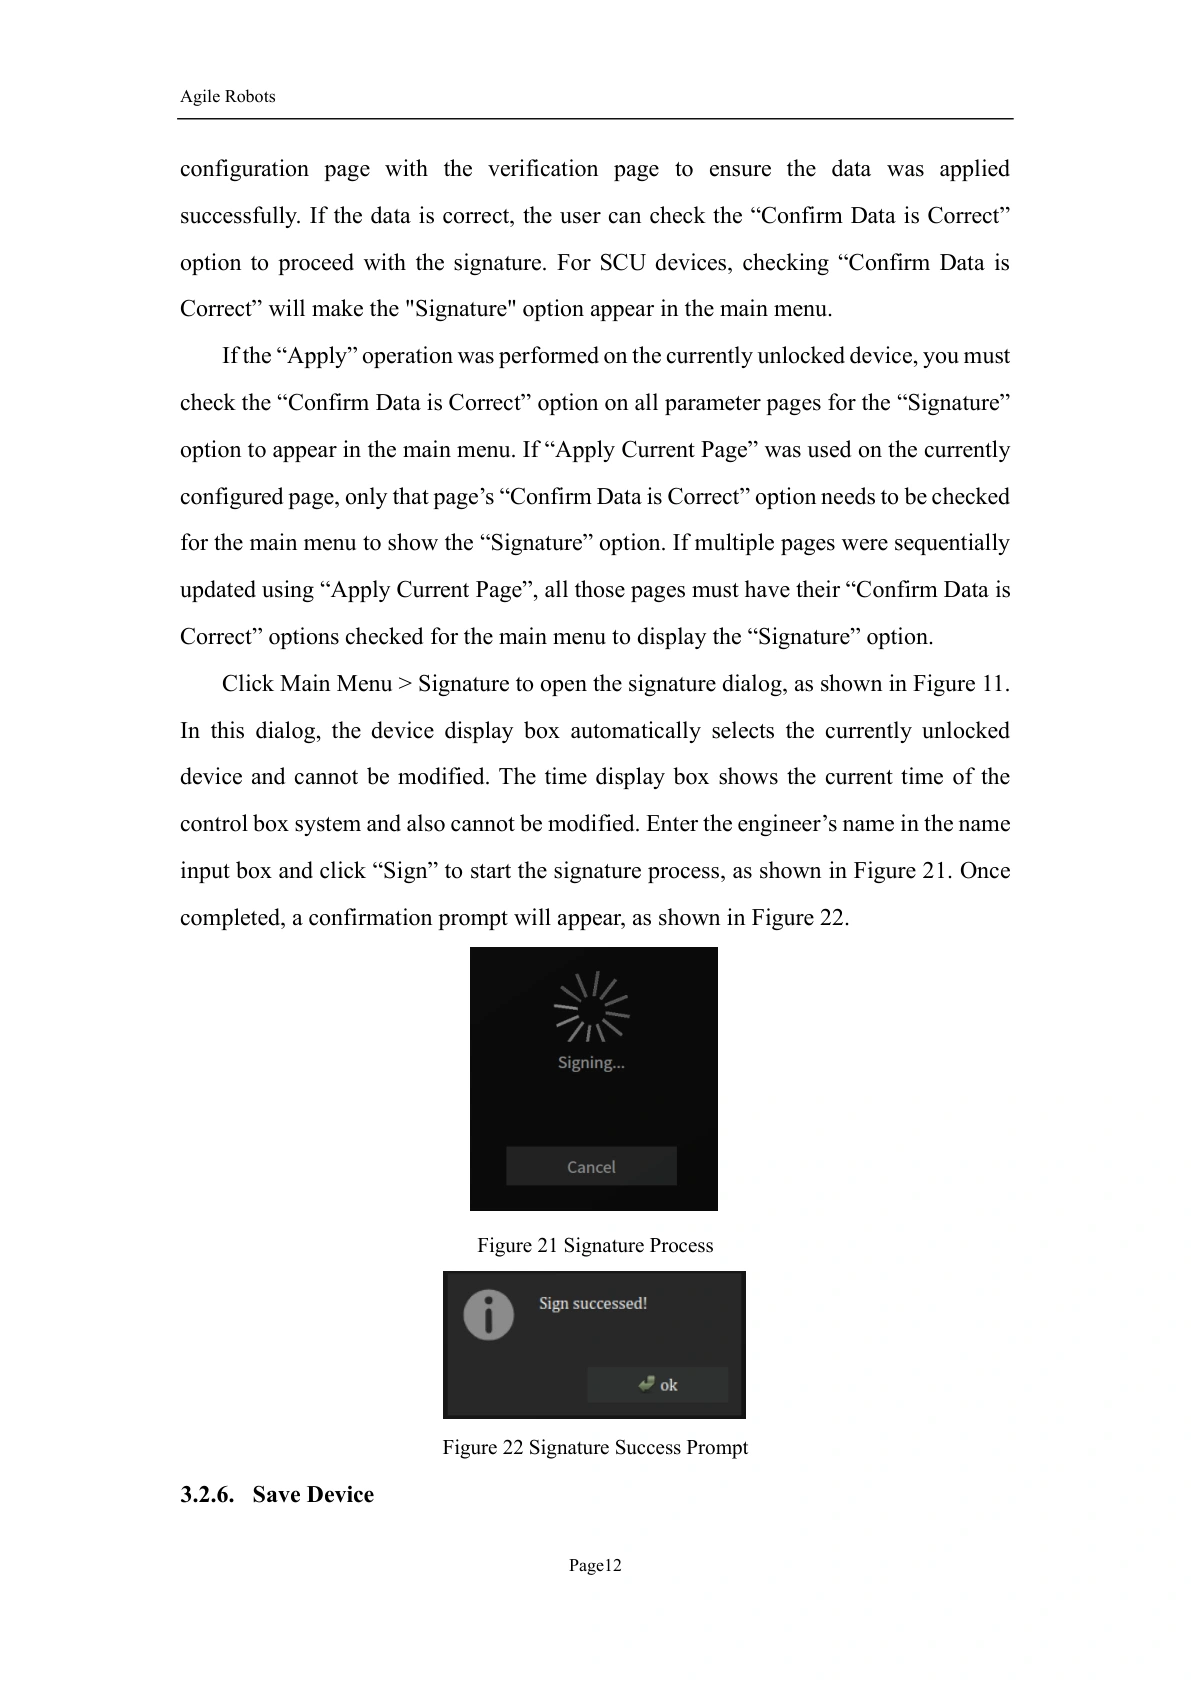 Agile Robots
configuration page with the verification page to ensure the data was applied
successfully. If the data is correct, the user can check the “Confirm Data is Correct”
option to proceed with the signature. For SCU devices, checking “Confirm Data is
Correct” will make the "Signature" option appear in the main menu.
If the “Apply” operation was performed on the currently unlocked device, you must
check the “Confirm Data is Correct” option on all parameter pages for the “Signature”
option to appear in the main menu. If “Apply Current Page” was used on the currently
configured page, only that page’s “Confirm Data is Correct” option needs to be checked
for the main menu to show the “Signature” option. If multiple pages were sequentially
updated using “Apply Current Page”, all those pages must have their “Confirm Data is
Correct” options checked for the main menu to display the “Signature” option.
Click Main Menu > Signature to open the signature dialog, as shown in Figure 11.
In this dialog, the device display box automatically selects the currently unlocked
device and cannot be modified. The time display box shows the current time of the
control box system and also cannot be modified. Enter the engineer’s name in the name
input box and click “Sign” to start the signature process, as shown in Figure 21. Once
completed, a confirmation prompt will appear, as shown in Figure 22.
Signing...
Cancel
Figure 21 Signature Process
Sign successed!
ok
Figure 22 Signature Success Prompt
3.2.6. Save Device
Page12